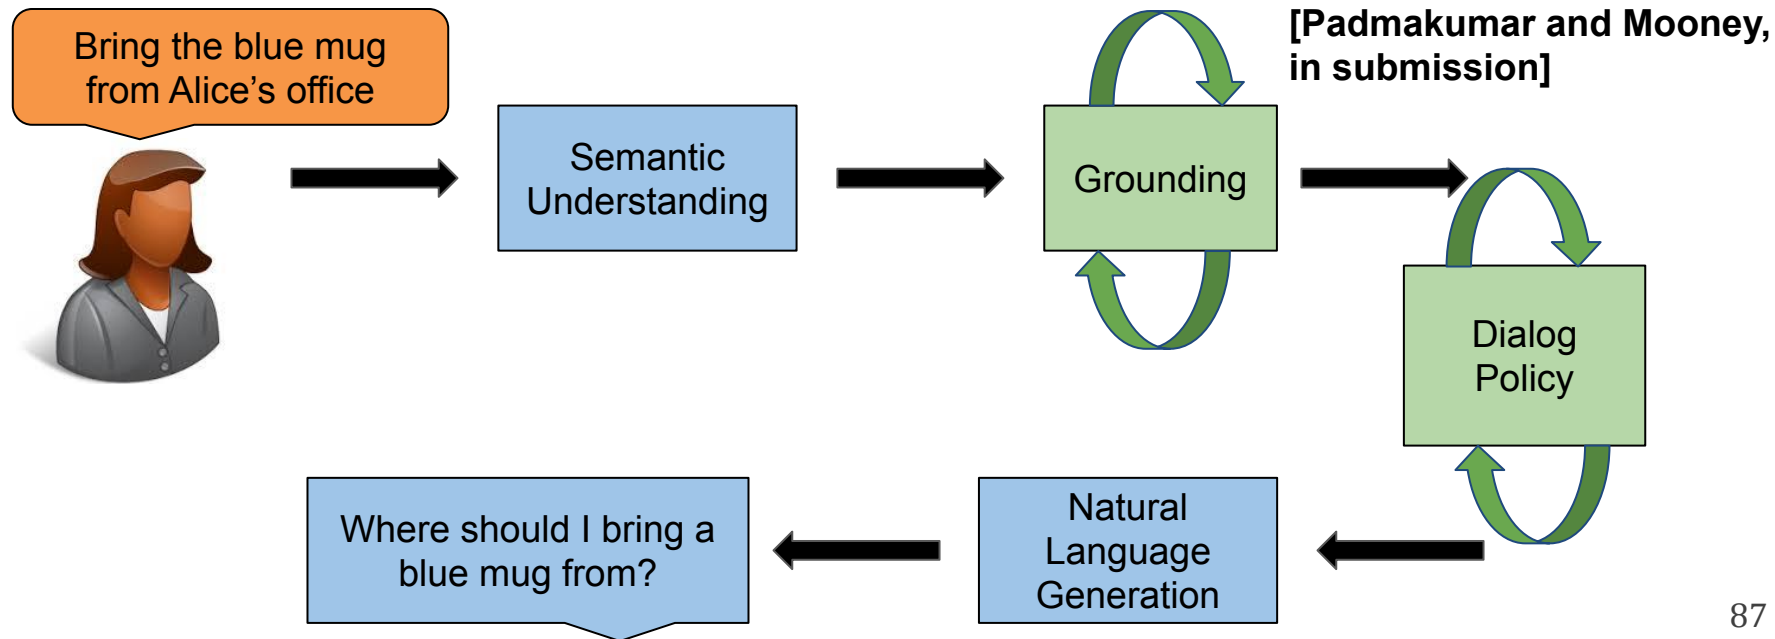 Bring the blue mug
from Alice’s office
[Padmakumar and Mooney,
in submission]
Semantic
Understanding
Grounding
Dialog
Policy
Natural
Language
Generation
Where should I bring a
blue mug from?
87